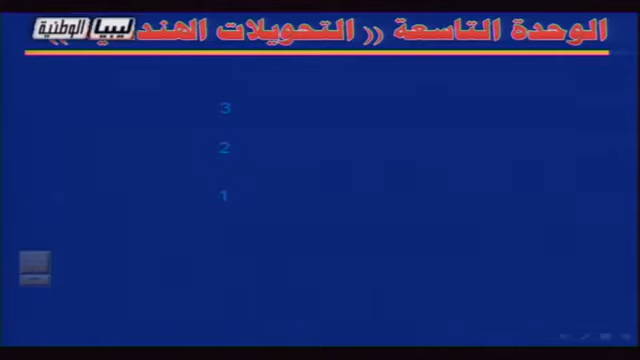 الوحدة التاسعة (( التحويلات الهند
ليبيا الوطنية
3
2
1